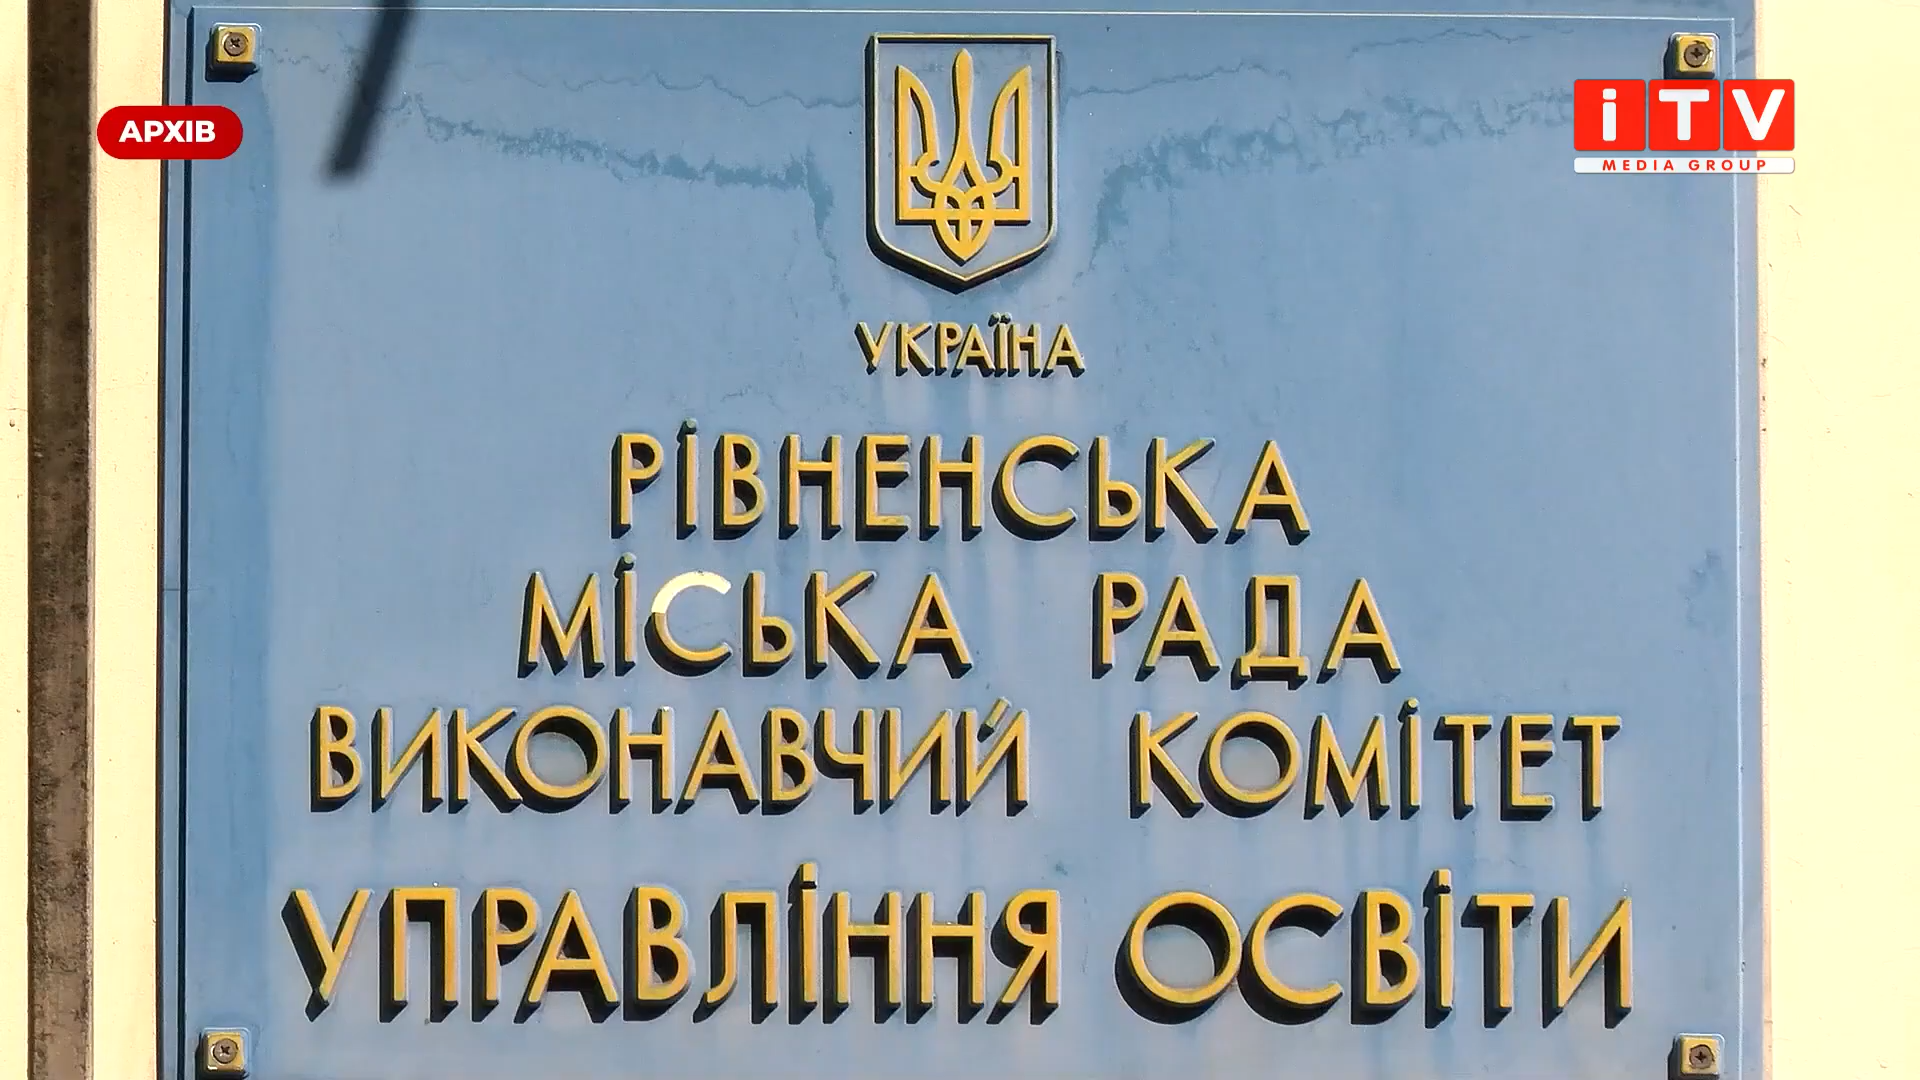 АРХІВ
iTV
MEDIA GROUP
УКРАЇНА
РІВНЕНСЬКА
МІСЬКА РАДА
ВИКОНАВЧИЙ КОМІТЕТ
УПРАВЛІННЯ ОСВІТИ